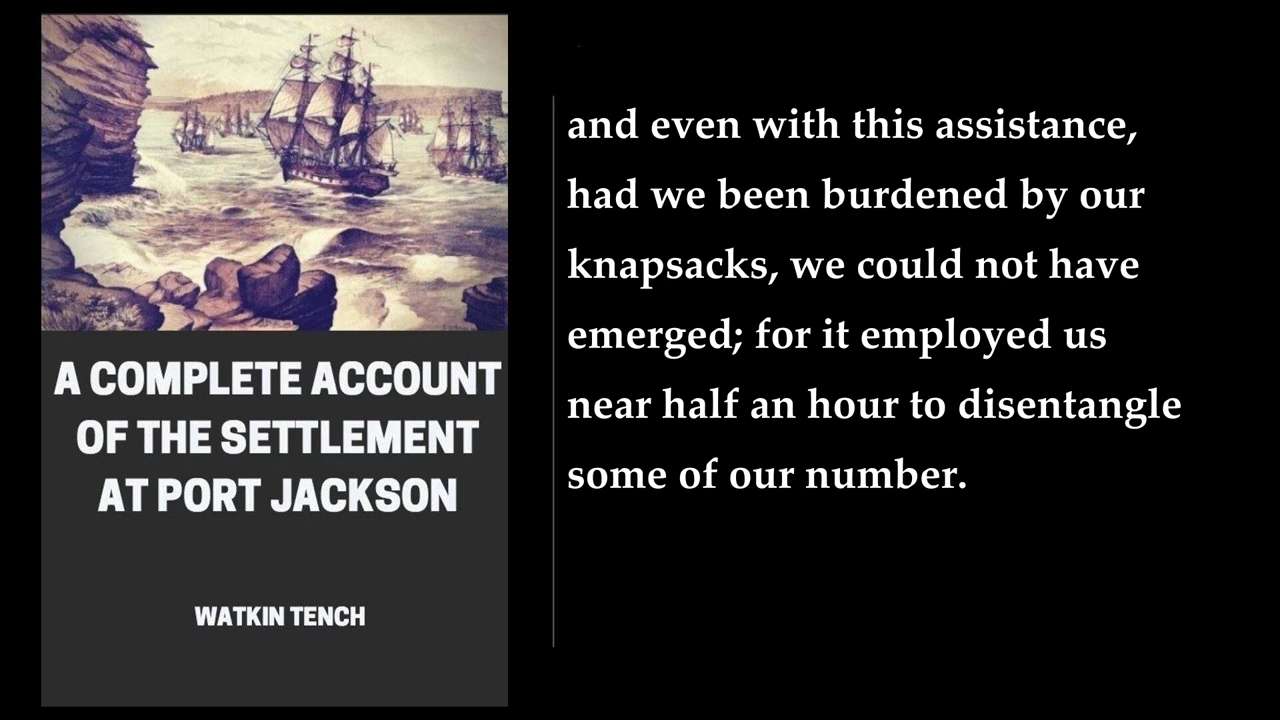 A COMPLETE ACCOUNT
OF THE SETTLEMENT
AT PORT JACKSON
WATKIN TENCH
and even with this assistance,
had we been burdened by our
knapsacks, we could not have
emerged; for it employed us
near half an hour to disentangle
some of our number.